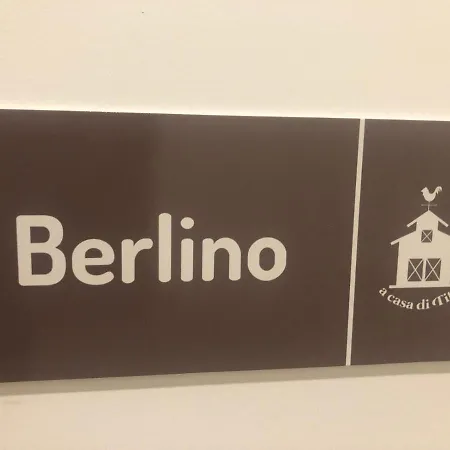 Berlino
a casa di